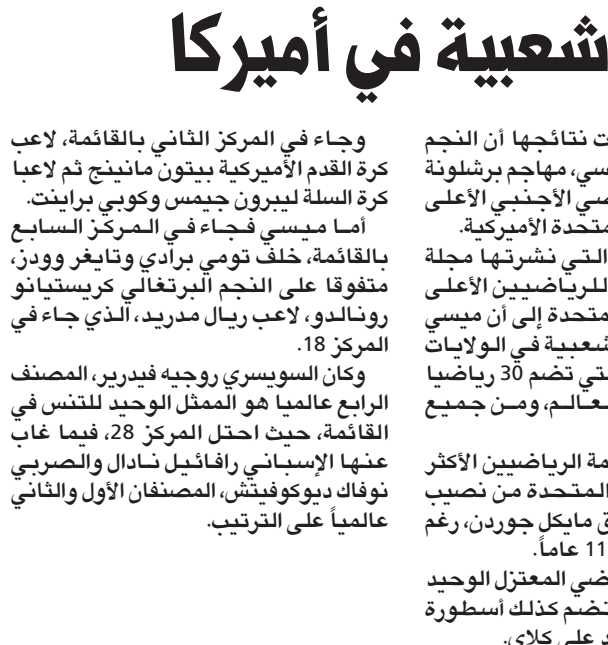 شعبية في أميركا
ت نتائجها أن النجم
سي، مهاجم برشلونة
ضي الأجنبي الأعلى
متحدة الأميركية.
التي نشرتها مجلة
للرياضيين الأعلى
متحدة إلى أن ميسي
شعبية في الولايات
تي تضم 30 رياضيا
عالم، ومن جميع
مة الرياضيين الأكثر
المتحدة من نصيب
ق مايكل جوردن، رغم
11 عاماً.
ضي المعتزل الوحيد
تضم كذلك أسطورة
د علي كلاي.
وجاء في المركز الثاني بالقائمة، لاعب
كرة القدم الأميركية بيتون مانينج ثم لاعبا
كرة السلة ليبرون جيمس وكوبي براينت.
أما ميسي فجاء في المركز السابع
بالقائمة، خلف تومي برادي وتايغر وودز،
متفوقا على النجم البرتغالي كريستيانو
رونالدو، لاعب ريال مدريد، الذي جاء في
المركز 18.
وكان السويسري روجيه فيدرير، المصنف
الرابع عالميا هو الممثل الوحيد للتنس في
القائمة، حيث احتل المركز 28، فيما غاب
عنها الإسباني رافائيل نادال والصربي
نوفاك ديوكوفيتش، المصنفان الأول والثاني
عالمياً على الترتيب.